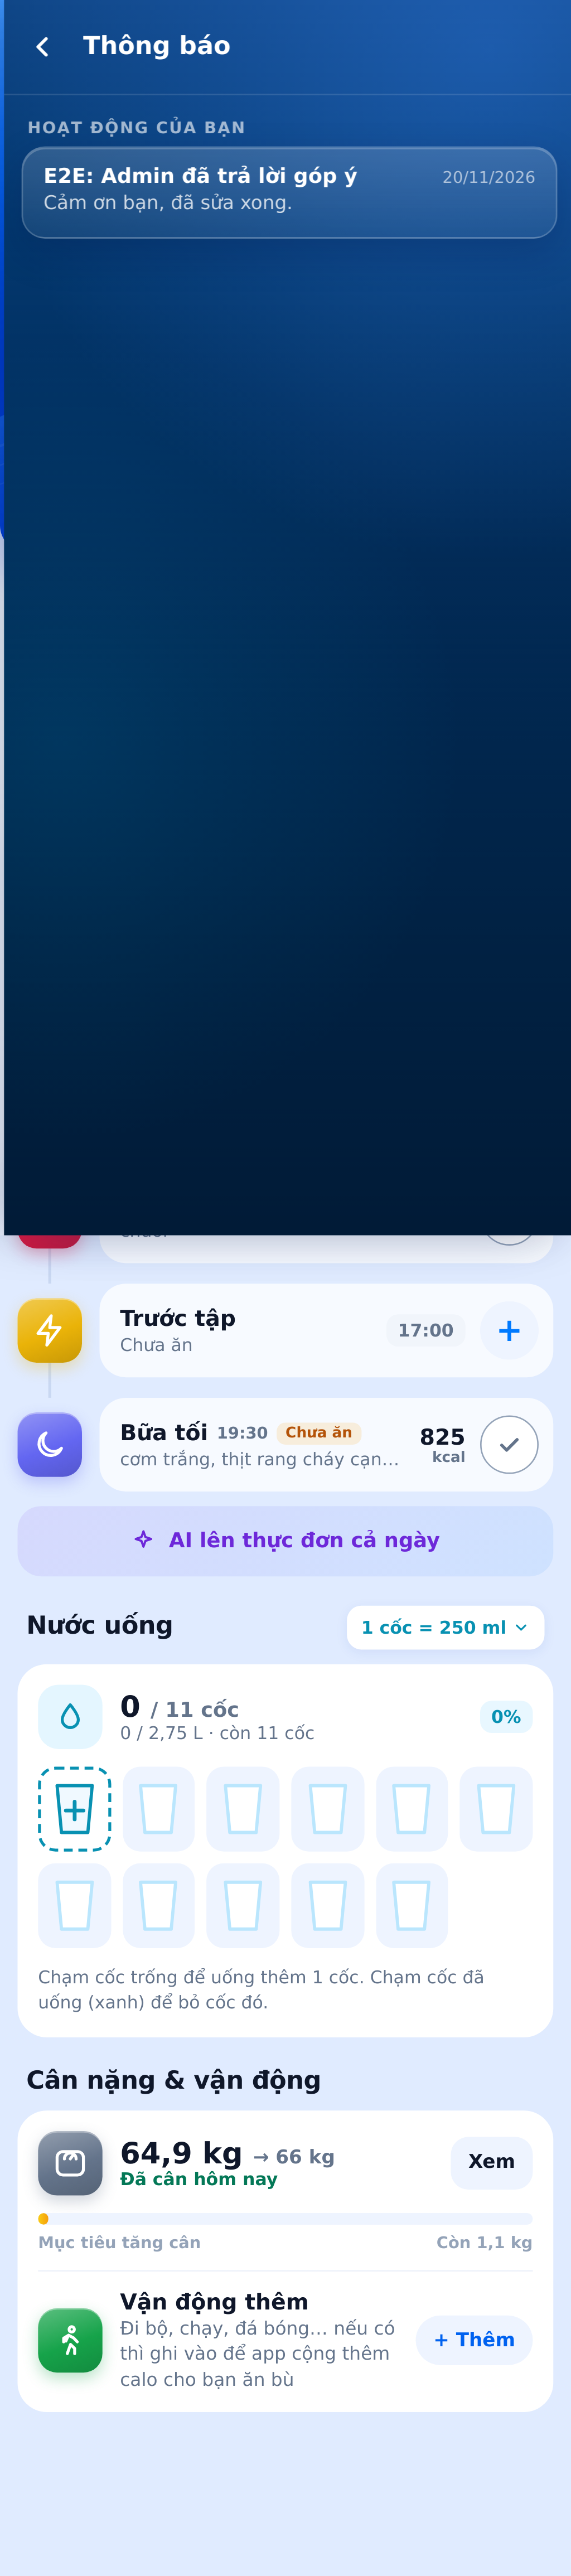 Thông báo
HOẠT ĐỘNG CỦA BẠN
E2E: Admin đã trả lời góp ý
20/11/2026
Cảm ơn bạn, đã sửa xong.
Trước tập
Chưa ăn
17:00
Bữa tối 19:30 Chưa ăn
cơm trắng, thịt rang cháy cạn...
825
kcal
AI lên thực đơn cả ngày
Nước uống
1 cốc = 250 ml
0 / 11 cốc
0 / 2,75 L · còn 11 cốc
0%
Chạm cốc trống để uống thêm 1 cốc. Chạm cốc đã
uống (xanh) để bỏ cốc đó.
Cân nặng & vận động
64,9 kg → 66 kg
Đã cân hôm nay
Xem
Mục tiêu tăng cân
Còn 1,1 kg
Vận động thêm
Đi bộ, chạy, đá bóng... nếu có
thì ghi vào để app cộng thêm
calo cho bạn ăn bù
+ Thêm